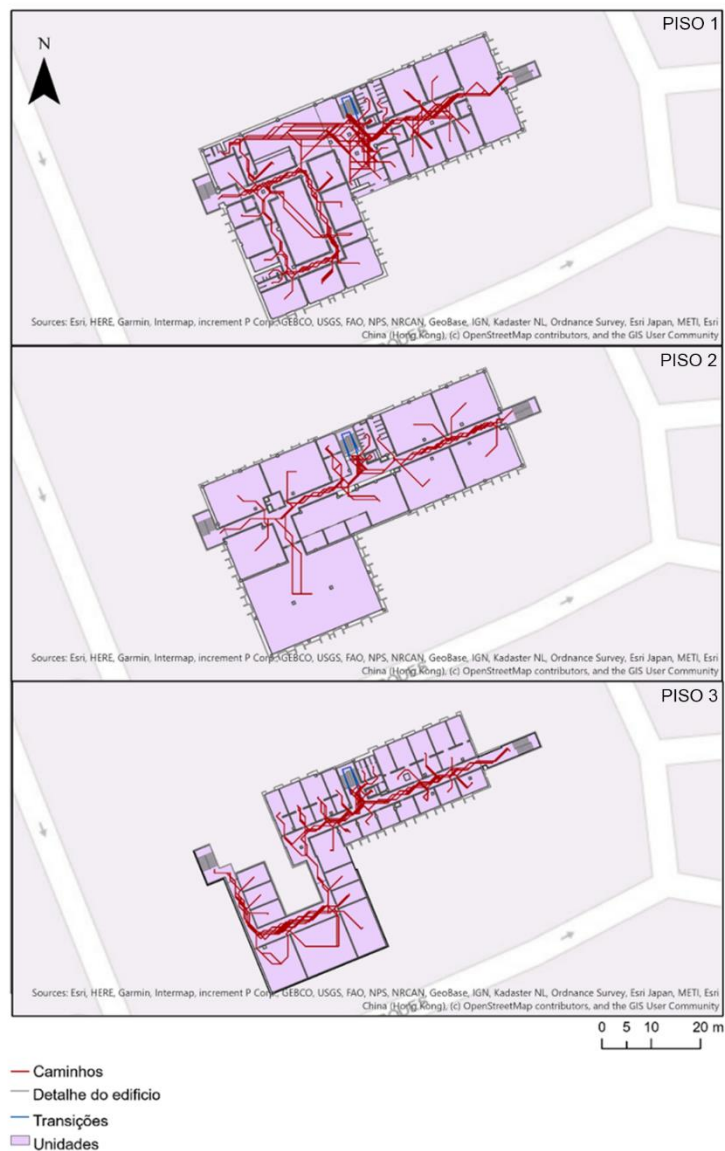 PISO 1
N
Sources: Esri, HERE, Garmin, Intermap, increment P Corp, GEBCO, USGS, FAO, NPS, NRCAN, GeoBase, IGN, Kadaster NL, Ordnance Survey, Esri Japan, METI, Esri
China (Hong Kong), (c) OpenStreetMap contributors, and the GIS User Community
PISO 2
Sources: Esri, HERE, Garmin, Intermap, increment P Corp, GEBCO, USGS, FAO, NPS, NRCAN, GeoBase, IGN, Kadaster NL, Ordnance Survey, Esri Japan, METI, Esri
China (Hong Kong), (c) OpenStreetMap contributors, and the GIS User Community
PISO 3
Sources: Esri, HERE, Garmin, Intermap, increment P Corp, GEBCO, USGS, FAO, NPS, NRCAN, GeoBase, IGN, Kadaster NL, Ordnance Survey, Esri Japan, METI, Esri
China (Hong Kong), (c) OpenStreetMap contributors, and the GIS User Community
0 5 10 20 m
Caminhos
Detalhe do edificio
Transições
Unidades